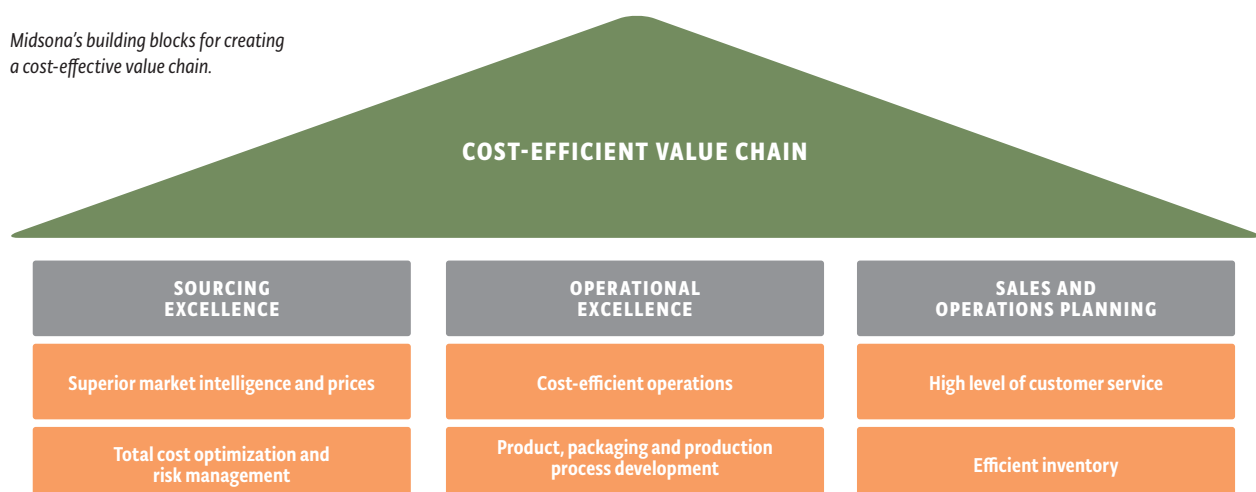 Midsona’s building blocks for creating
a cost-effective value chain.
COST-EFFICIENT VALUE CHAIN
SOURCING
EXCELLENCE
OPERATIONAL
EXCELLENCE
SALES AND
OPERATIONS PLANNING
Superior market intelligence and prices
Cost-efficient operations
High level of customer service
Total cost optimization and
risk management
Product, packaging and production
process development
Efficient inventory